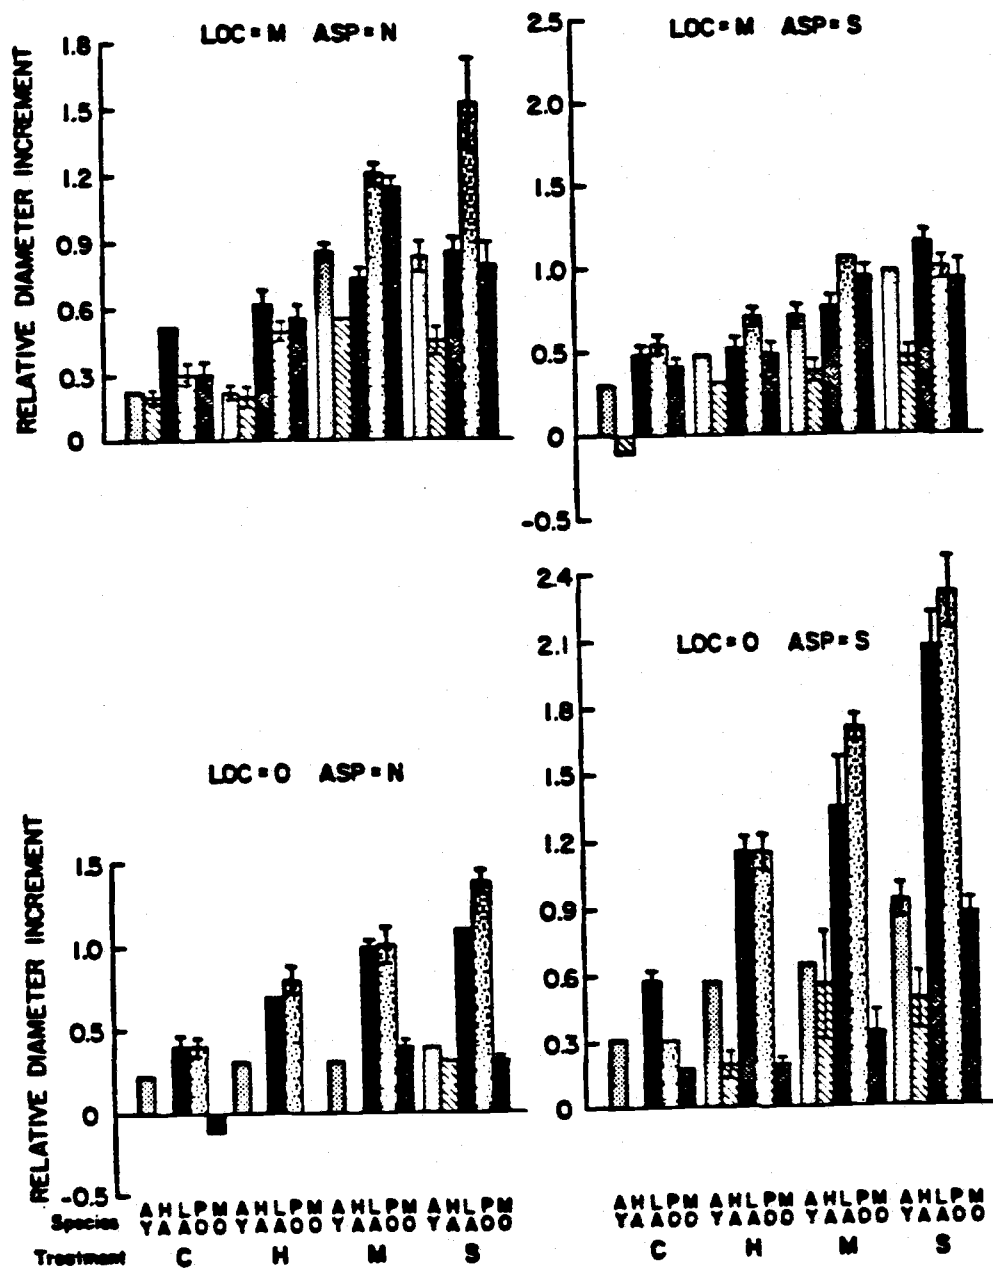 LOC = M ASP = N
RELATIVE DIAMETER INCREMENT
1.8
1.5
1.2
0.9
0.6
0.3
0
LOC = M ASP = S
2.5
2.0
1.5
1.0
0.5
0
-0.5
LOC = O ASP = N
RELATIVE DIAMETER INCREMENT
1.5
1.0
0.5
0
-0.5
LOC = O ASP = S
2.4
2.1
1.8
1.5
1.2
0.9
0.6
0.3
0
A H L P M A H L P M A H L P M A H L P M
Species Y A A O O Y A A O O Y A A O O Y A A O O
Treatment C H M S
A H L P M A H L P M A H L P M A H L P M
Y A A O O Y A A O O Y A A O O Y A A O O
C H M S